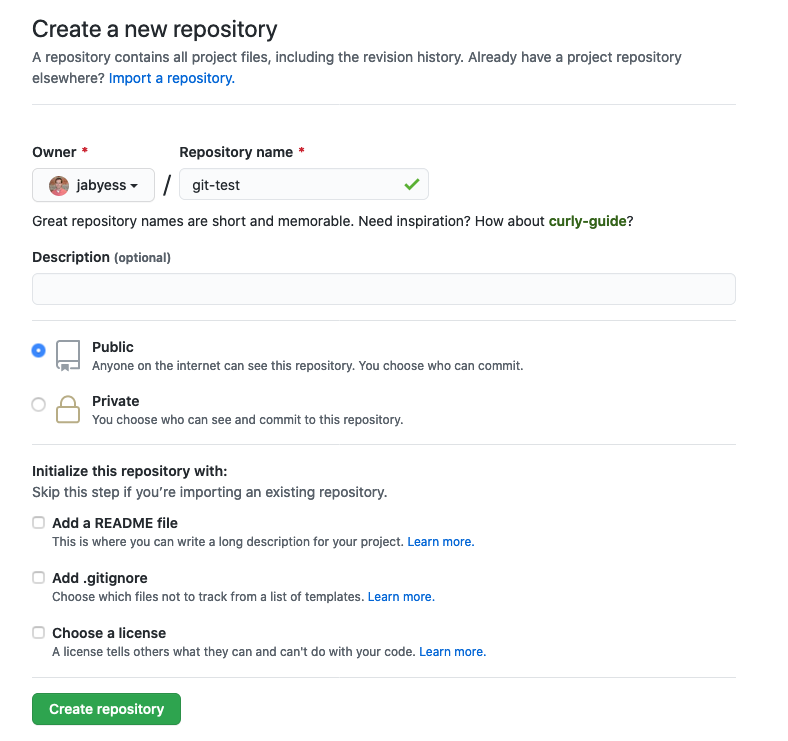 Create a new repository
A repository contains all project files, including the revision history. Already have a project repository
elsewhere? Import a repository.
Owner * Repository name *
jabyess / git-test
Great repository names are short and memorable. Need inspiration? How about curly-guide?
Description (optional)
Public
Anyone on the internet can see this repository. You choose who can commit.
Private
You choose who can see and commit to this repository.
Initialize this repository with:
Skip this step if you’re importing an existing repository.
Add a README file
This is where you can write a long description for your project. Learn more.
Add .gitignore
Choose which files not to track from a list of templates. Learn more.
Choose a license
A license tells others what they can and can't do with your code. Learn more.
Create repository